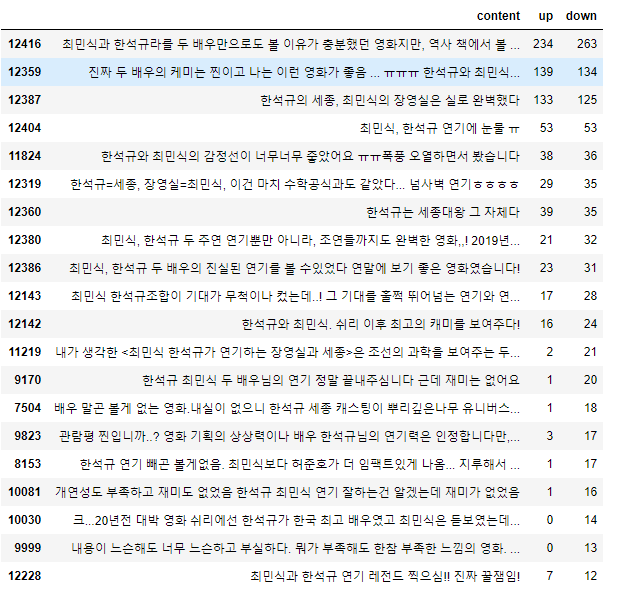 content up down
12416 최민식과 한석규라를 두 배우만으로도 볼 이유가 충분했던 영화지만, 역사 책에서 볼 ... 234 263
12359 진짜 두 배우의 케미는 찐이고 나는 이런 영화가 좋음 ... ㅠㅠㅠ 한석규와 최민식... 139 134
12387 한석규의 세종, 최민식의 장영실은 실로 완벽했다 133 125
12404 최민식, 한석규 연기에 눈물 ㅠ 53 53
11824 한석규와 최민식의 감정선이 너무너무 좋았어요 ㅠㅠ폭풍 오열하면서 봤습니다 38 36
12319 한석규=세종, 장영실=최민식, 이건 마치 수학공식과도 같았다... 넘사벽 연기ㅎㅎㅎㅎ 29 35
12360 한석규는 세종대왕 그 자체다 39 35
12380 최민식, 한석규 두 주연 연기뿐만 아니라, 조연들까지도 완벽한 영화,,! 2019년... 21 32
12386 최민식, 한석규 두 배우의 진실된 연기를 볼 수있었다 연말에 보기 좋은 영화였습니다! 23 31
12143 최민식 한석규조합이 기대가 무척이나 컸는데..! 그 기대를 훌쩍 뛰어넘는 연기와 연... 17 28
12142 한석규와 최민식. 쉬리 이후 최고의 캐미를 보여주다! 16 24
11219 내가 생각한 <최민식 한석규가 연기하는 장영실과 세종>은 조선의 과학을 보여주는 두... 2 21
9170 한석규 최민식 두 배우님의 연기 정말 끝내주심니다 근데 재미는 없어요 1 20
7504 배우 말곤 볼게 없는 영화.내실이 없으니 한석규 세종 캐스팅이 뿌리깊은나무 유니버스... 1 18
9823 관람평 찐입니까..? 영화 기획의 상상력이나 배우 한석규님의 연기력은 인정합니다만,... 3 17
8153 한석규 연기 빼곤 볼게없음. 최민식보다 허준호가 더 임팩트있게 나옴... 지루해서 ... 1 17
10081 개연성도 부족하고 재미도 없었음 한석규 최민식 연기 잘하는건 알겠는데 재미가 없었음 1 16
10030 크...20년전 대박 영화 쉬리에선 한석규가 한국 최고 배우였고 최민식은 듣보였는데... 0 14
9999 내용이 느슨해도 너무 느슨하고 부실하다. 뭐가 부족해도 한참 부족한 느낌의 영화. ... 0 13
12228 최민식과 한석규 연기 레전드 찍으심!! 진짜 꿀잼임! 7 12